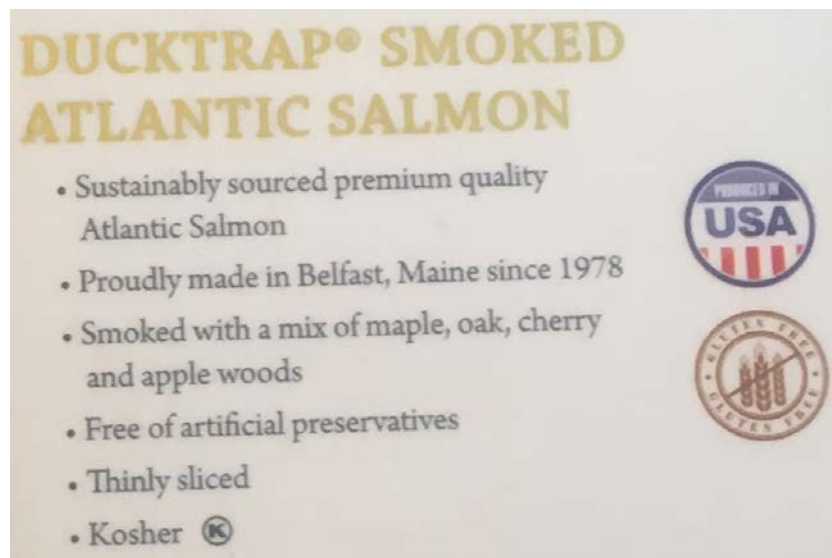 DUCKTRAP® SMOKED
ATLANTIC SALMON
• Sustainably sourced premium quality
Atlantic Salmon
• Proudly made in Belfast, Maine since 1978
• Smoked with a mix of maple, oak, cherry
and apple woods
• Free of artificial preservatives
• Thinly sliced
• Kosher K
PRODUCED IN
USA
GLUTEN FREE
GLUTEN FREE